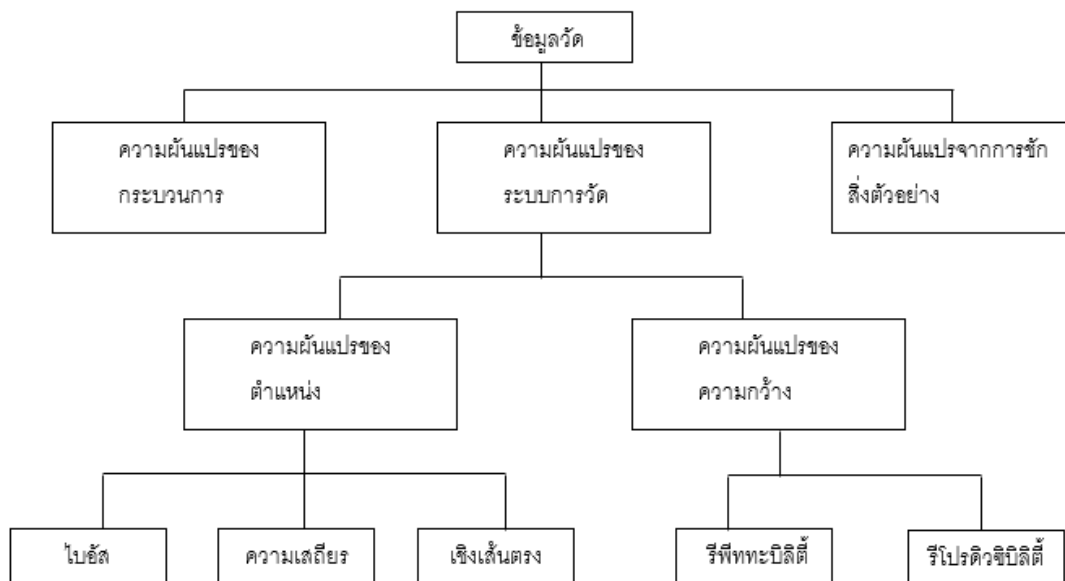 ข้อมูลวัด
ความผันแปรของ
กระบวนการ
ความผันแปรของ
ระบบการวัด
ความผันแปรจากการชัก
สิ่งตัวอย่าง
ความผันแปรของ
ตำแหน่ง
ความผันแปรของ
ความกว้าง
ไบอัส
ความเสถียร
เชิงเส้นตรง
รีพีททะบิลิตี้
รีโปรดิวซิบิลิตี้